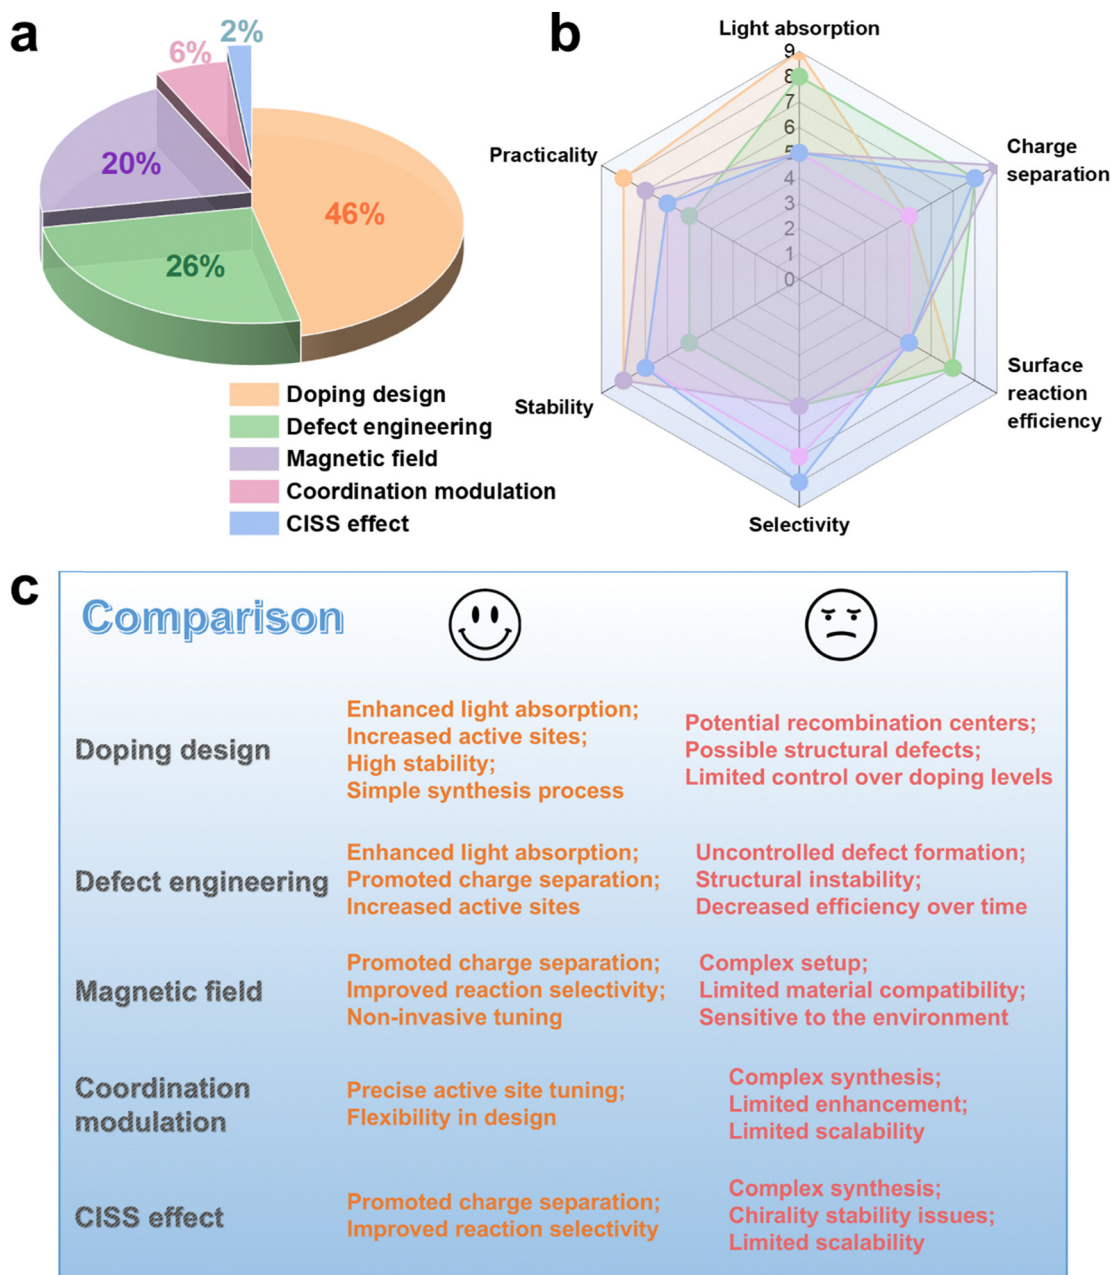 a
2%
6%
20%
46%
26%
Doping design
Defect engineering
Magnetic field
Coordination modulation
CISS effect
b
Light absorption
9
8
7
6
5
4
3
2
1
0
Practicality
Charge
separation
Stability
Surface
reaction
efficiency
Selectivity
c
Comparison
Doping design
Enhanced light absorption;
Increased active sites;
High stability;
Simple synthesis process
Potential recombination centers;
Possible structural defects;
Limited control over doping levels
Defect engineering
Enhanced light absorption;
Promoted charge separation;
Increased active sites
Uncontrolled defect formation;
Structural instability;
Decreased efficiency over time
Magnetic field
Promoted charge separation;
Improved reaction selectivity;
Non-invasive tuning
Complex setup;
Limited material compatibility;
Sensitive to the environment
Coordination
modulation
Precise active site tuning;
Flexibility in design
Complex synthesis;
Limited enhancement;
Limited scalability
CISS effect
Promoted charge separation;
Improved reaction selectivity
Complex synthesis;
Chirality stability issues;
Limited scalability